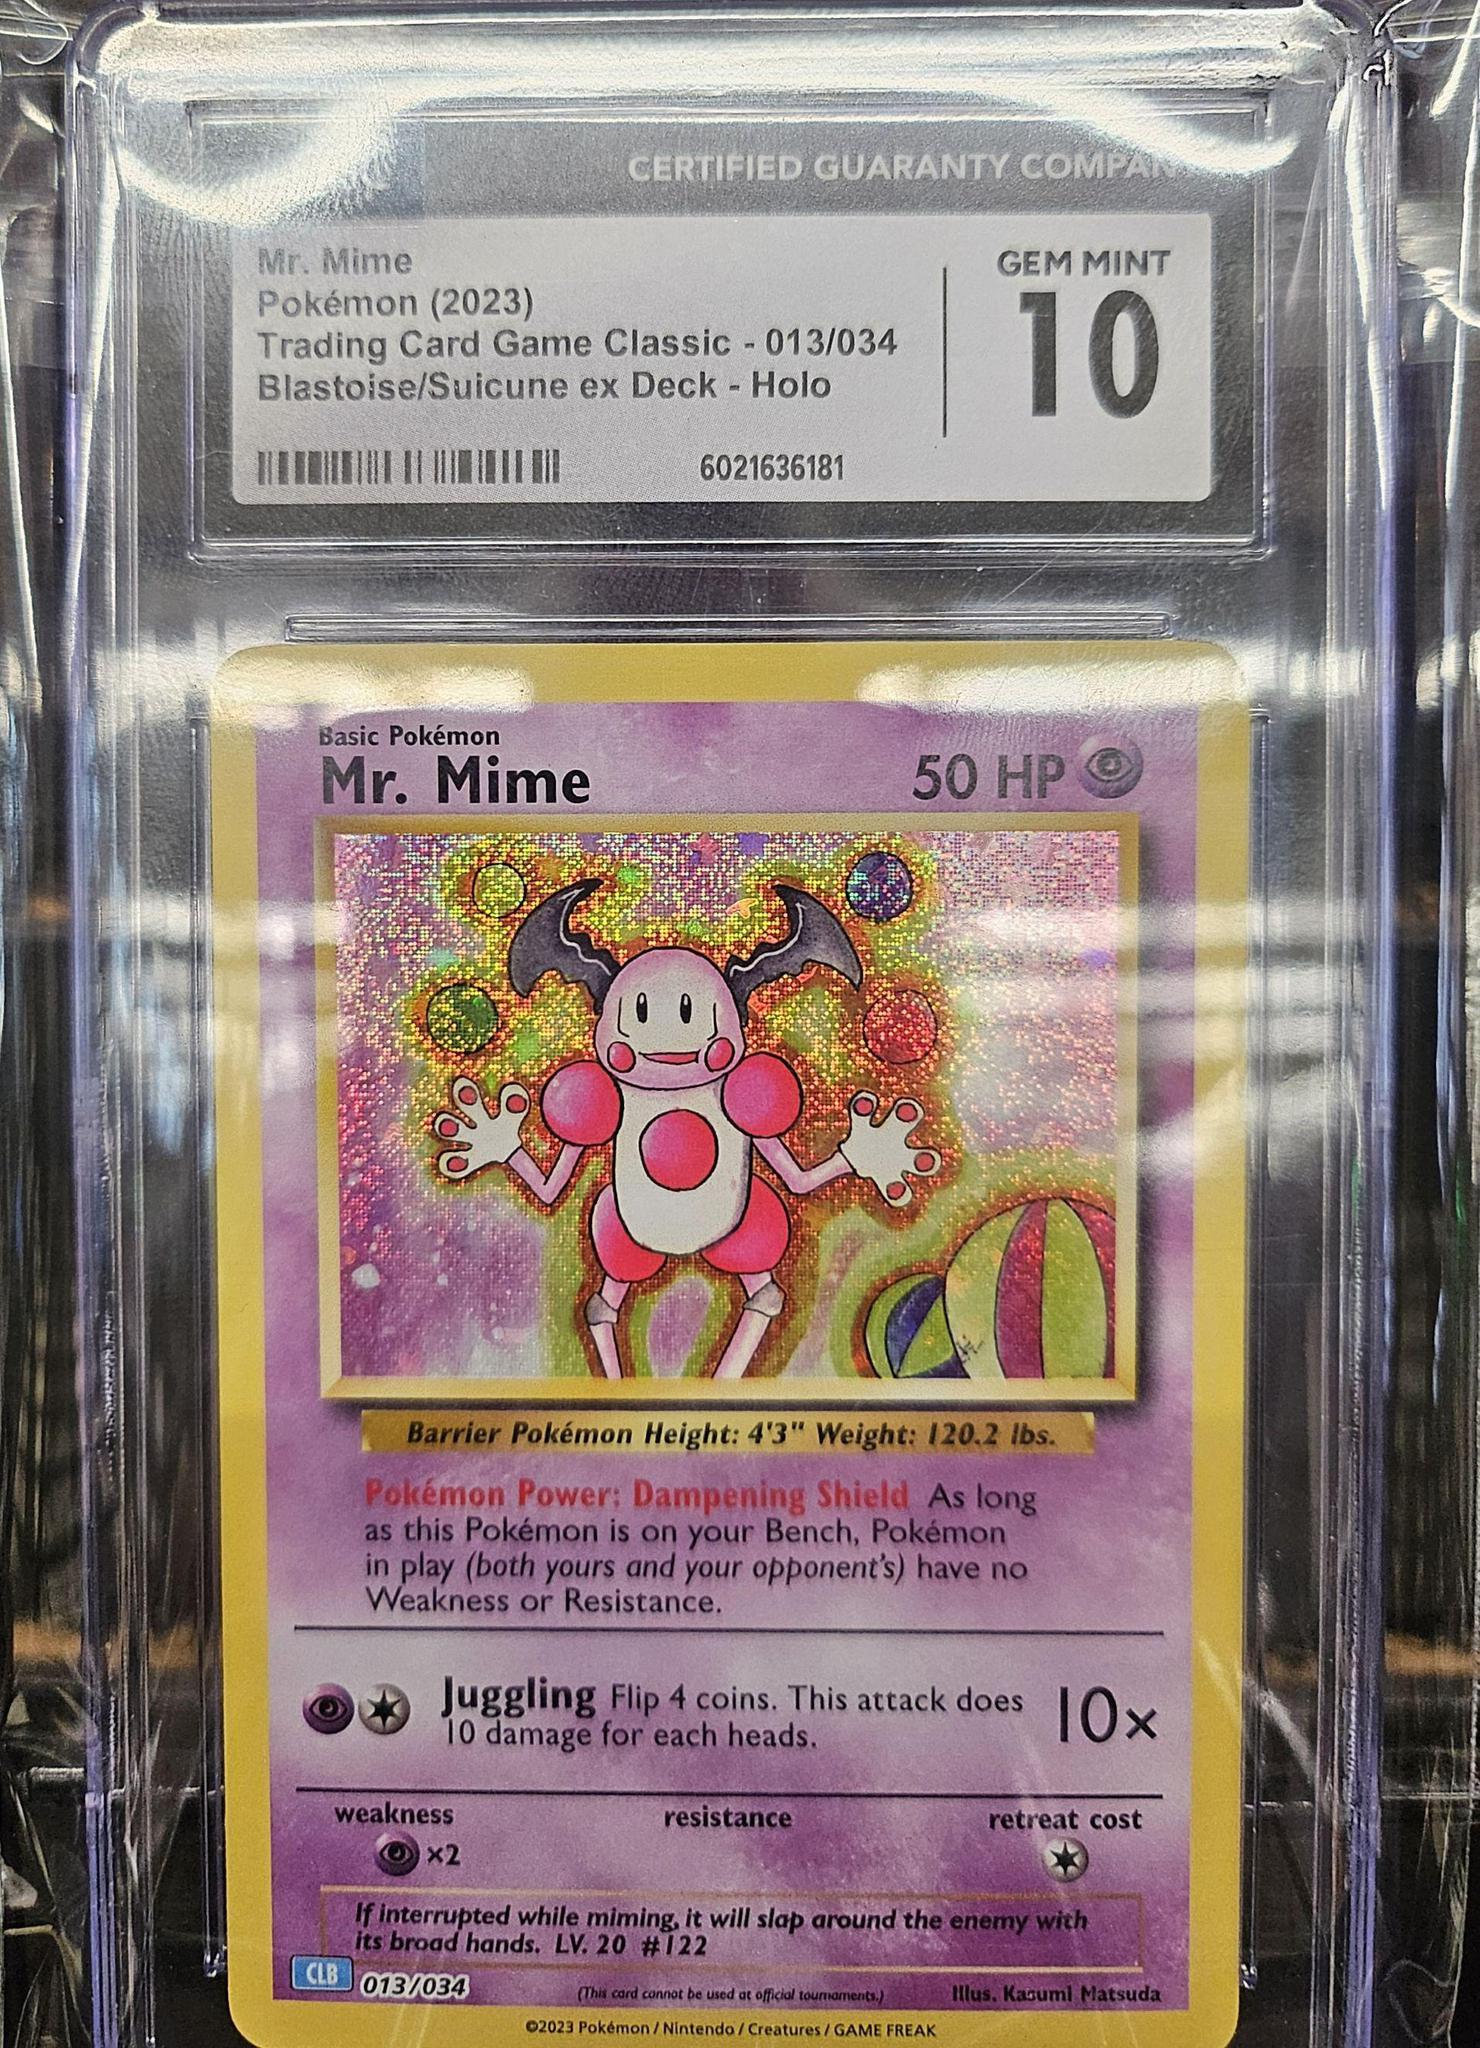 CERTIFIED GUARANTY COMPAN
Mr. Mime
Pokémon (2023)
Trading Card Game Classic - 013/034
Blastoise/Suicune ex Deck - Holo
6021636181
GEM MINT
10
Basic Pokémon
Mr. Mime
50 HP
Barrier Pokémon Height: 4'3" Weight: 120.2 lbs.
Pokémon Power: Dampening Shield As long
as this Pokémon is on your Bench, Pokémon
in play (both yours and your opponent's) have no
Weakness or Resistance.
Juggling Flip 4 coins. This attack does
10 damage for each heads.
10×
weakness
×2
resistance
retreat cost
If interrupted while miming, it will slap around the enemy with
its broad hands. LV. 20 #122
CLB 013/034
(This card cannot be used at official tournaments.)
Illus. Kasumi Matsuda
©2023 Pokémon / Nintendo / Creatures / GAME FREAK